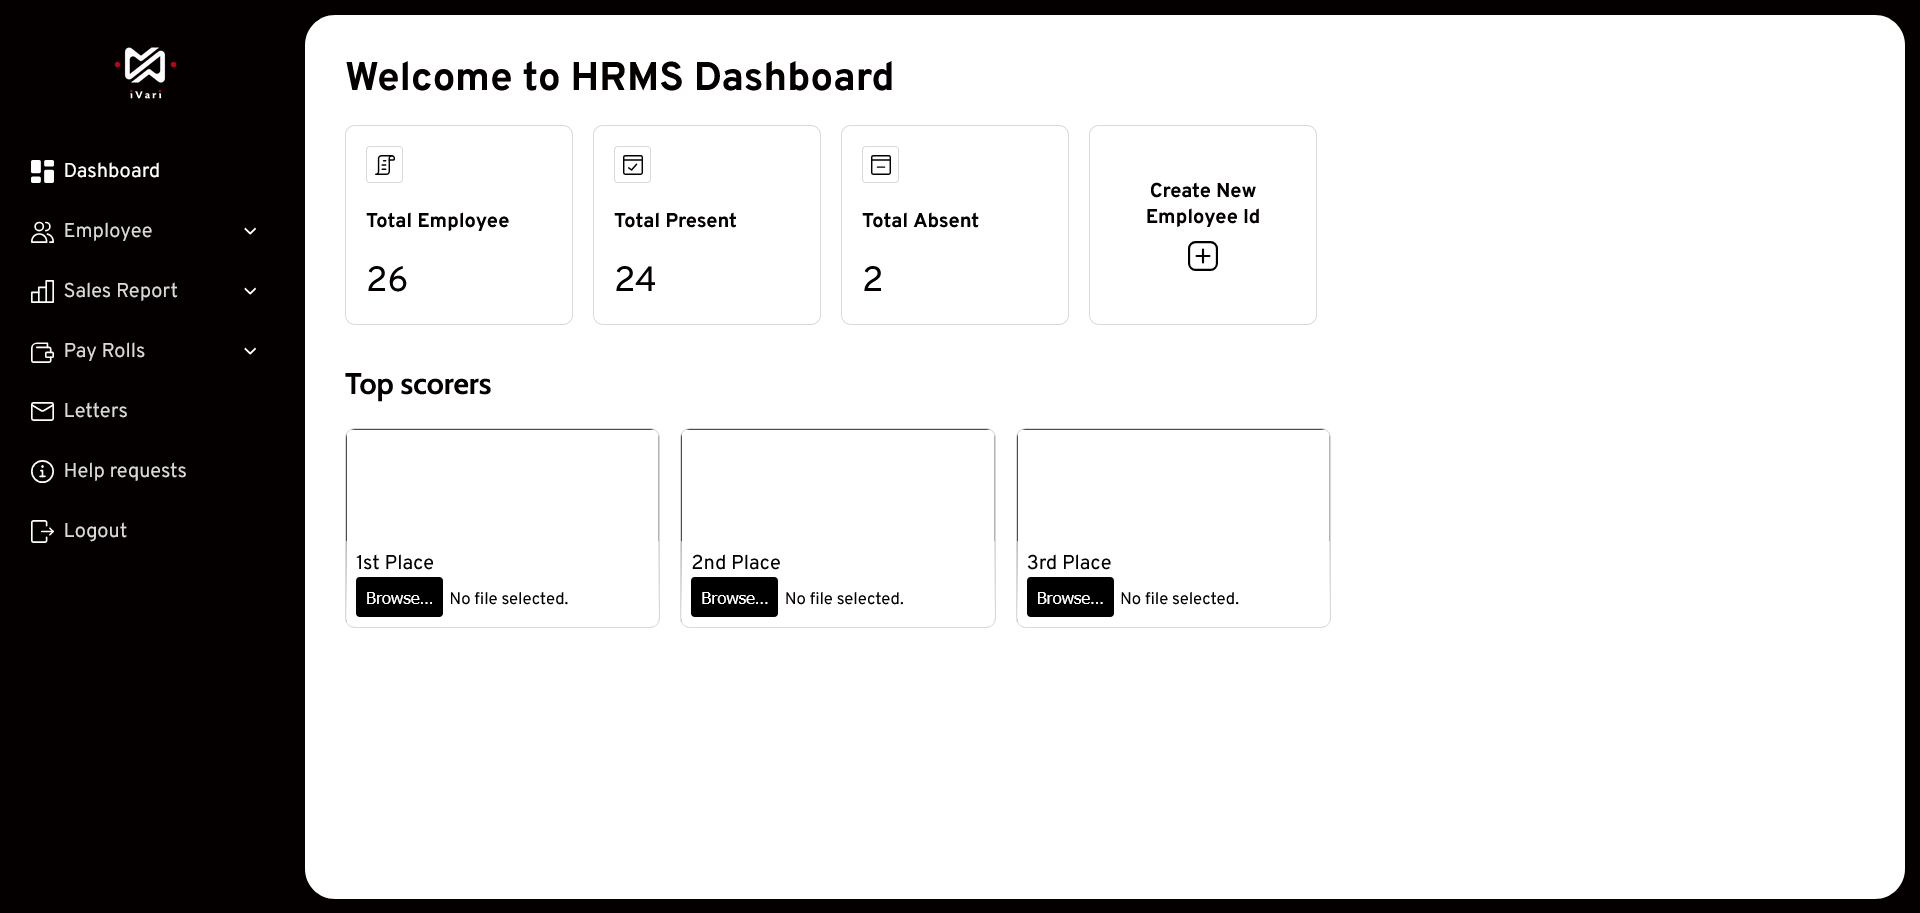 iVari
Dashboard
Employee
Sales Report
Pay Rolls
Letters
Help requests
Logout
Welcome to HRMS Dashboard
Total Employee
26
Total Present
24
Total Absent
2
Create New
Employee Id
Top scorers
1st Place
Browse... No file selected.
2nd Place
Browse... No file selected.
3rd Place
Browse... No file selected.